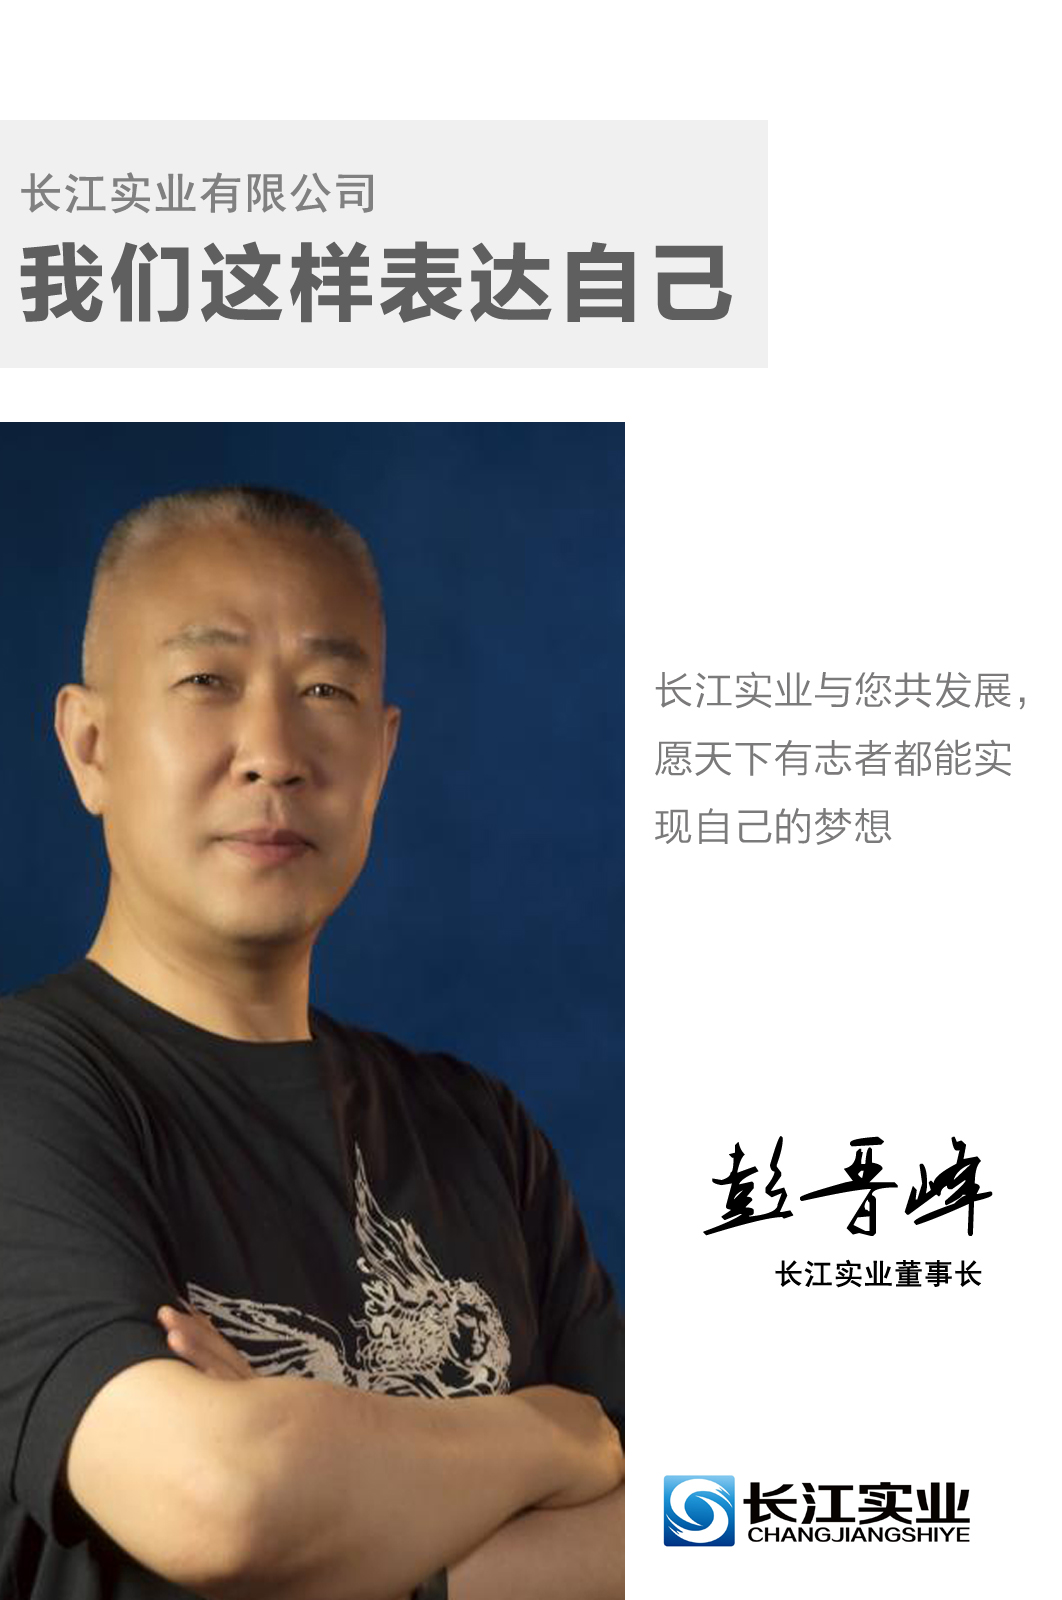 长江实业有限公司
我们这样表达自己
长江实业与您共发展，
愿天下有志者都能实
现自己的梦想
彭晋峰
长江实业董事长
长江实业
CHANGJIANGSHIYE